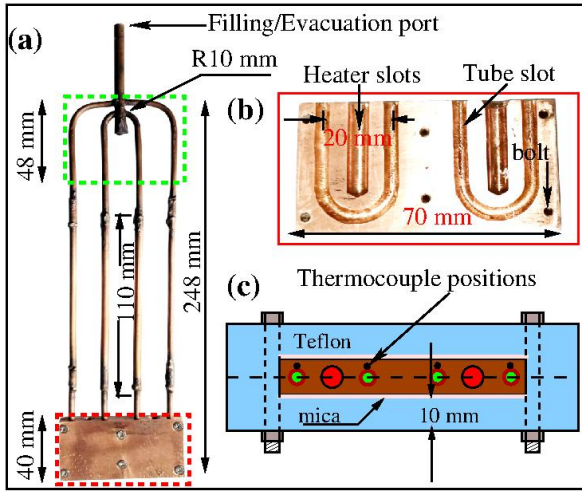 (a)
Filling/Evacuation port
R10 mm
48 mm
110 mm
248 mm
40 mm
(b)
Heater slots
Tube slot
20 mm
bolt
70 mm
(c)
Thermocouple positions
Teflon
mica
10 mm